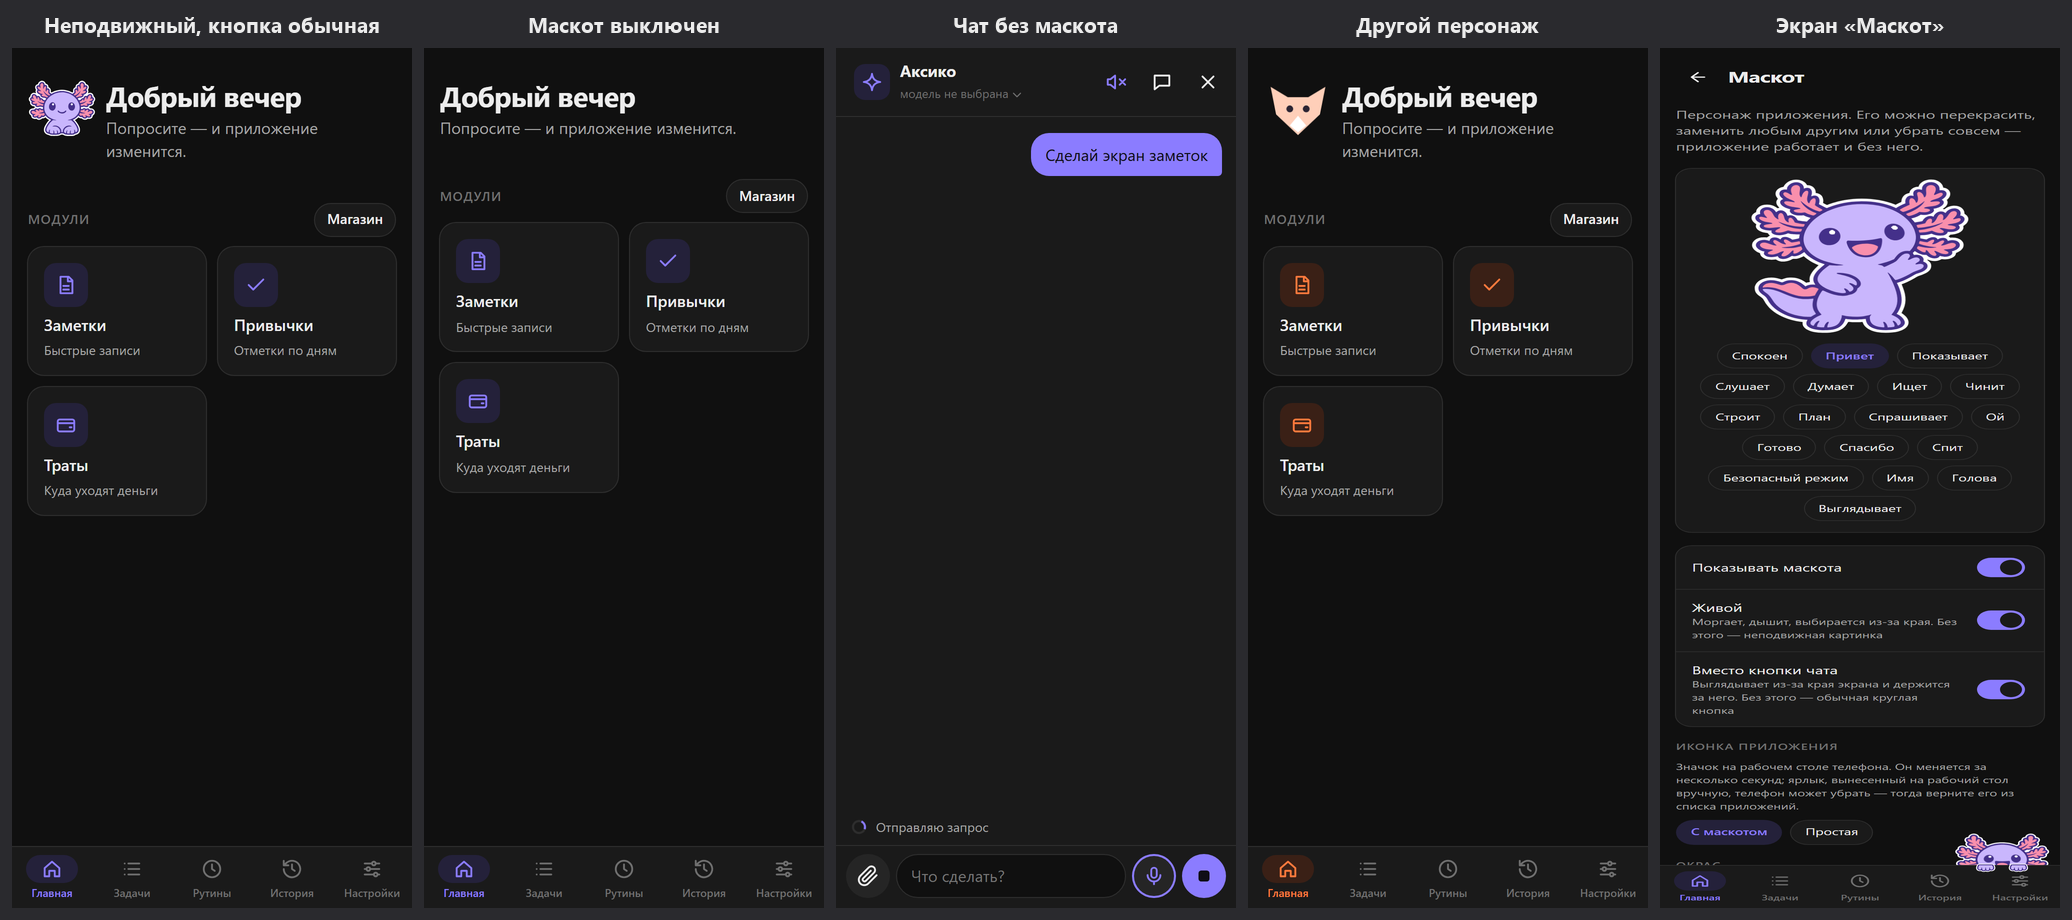 Неподвижный, кнопка обычная
Добрый вечер
Попросите — и приложение
изменится.
МОДУЛИ
Магазин
Заметки
Быстрые записи
Привычки
Отметки по дням
Траты
Куда уходят деньги
Главная
Задачи
Рутины
История
Настройки
Маскот выключен
Добрый вечер
Попросите — и приложение изменится.
МОДУЛИ
Магазин
Заметки
Быстрые записи
Привычки
Отметки по дням
Траты
Куда уходят деньги
Главная
Задачи
Рутины
История
Настройки
Чат без маскота
Аксико
модель не выбрана
Сделай экран заметок
Отправляю запрос
Что сделать?
Другой персонаж
Добрый вечер
Попросите — и приложение
изменится.
МОДУЛИ
Магазин
Заметки
Быстрые записи
Привычки
Отметки по дням
Траты
Куда уходят деньги
Главная
Задачи
Рутины
История
Настройки
Экран «Маскот»
Маскот
Персонаж приложения. Его можно перекрасить,
заменить любым другим или убрать совсем —
приложение работает и без него.
Спокоен
Привет
Показывает
Слушает
Думает
Ищет
Чинит
Строит
План
Спрашивает
Ой
Готово
Спасибо
Спит
Безопасный режим
Имя
Голова
Выглядывает
Показывать маскота
Живой
Моргает, дышит, выбирается из-за края. Без
этого — неподвижная картинка
Вместо кнопки чата
Выглядывает из-за края экрана и держится
за него. Без этого — обычная круглая
кнопка
ИКОНКА ПРИЛОЖЕНИЯ
Значок на рабочем столе телефона. Он меняется за
несколько секунд; ярлык, вынесенный на рабочий стол
вручную, телефон может убрать — тогда верните его из
списка приложений.
С маскотом
Простая
Главная
Задачи
Рутины
История
Настройки